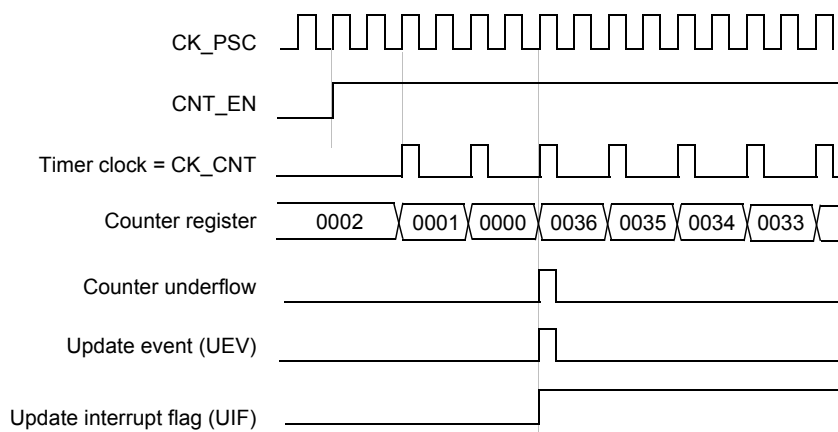 CK_PSC
CNT_EN
Timer clock = CK_CNT
Counter register 0002 0001 0000 0036 0035 0034 0033
Counter underflow
Update event (UEV)
Update interrupt flag (UIF)